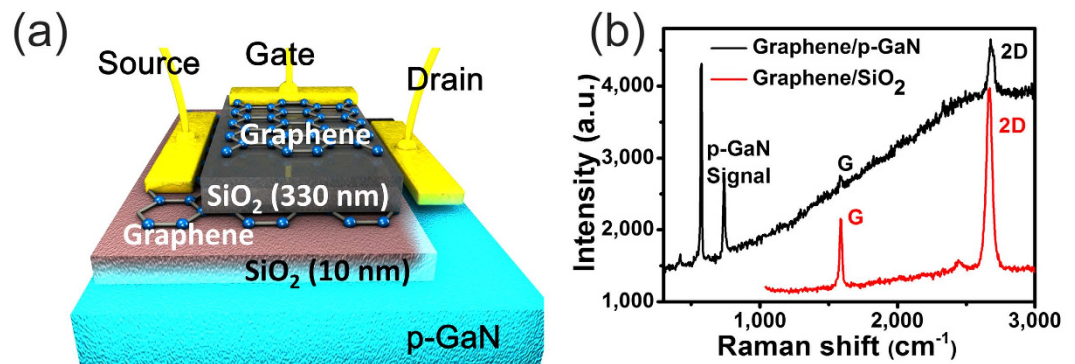 (a)
Source
Gate
Drain
Graphene
SiO₂ (330 nm)
Graphene
SiO₂ (10 nm)
p-GaN
(b)
Graphene/p-GaN
Graphene/SiO₂
2D
2D
p-GaN
Signal
G
G
4,000
3,000
2,000
1,000
Intensity (a.u.)
1,000
2,000
3,000
Raman shift (cm⁻¹)